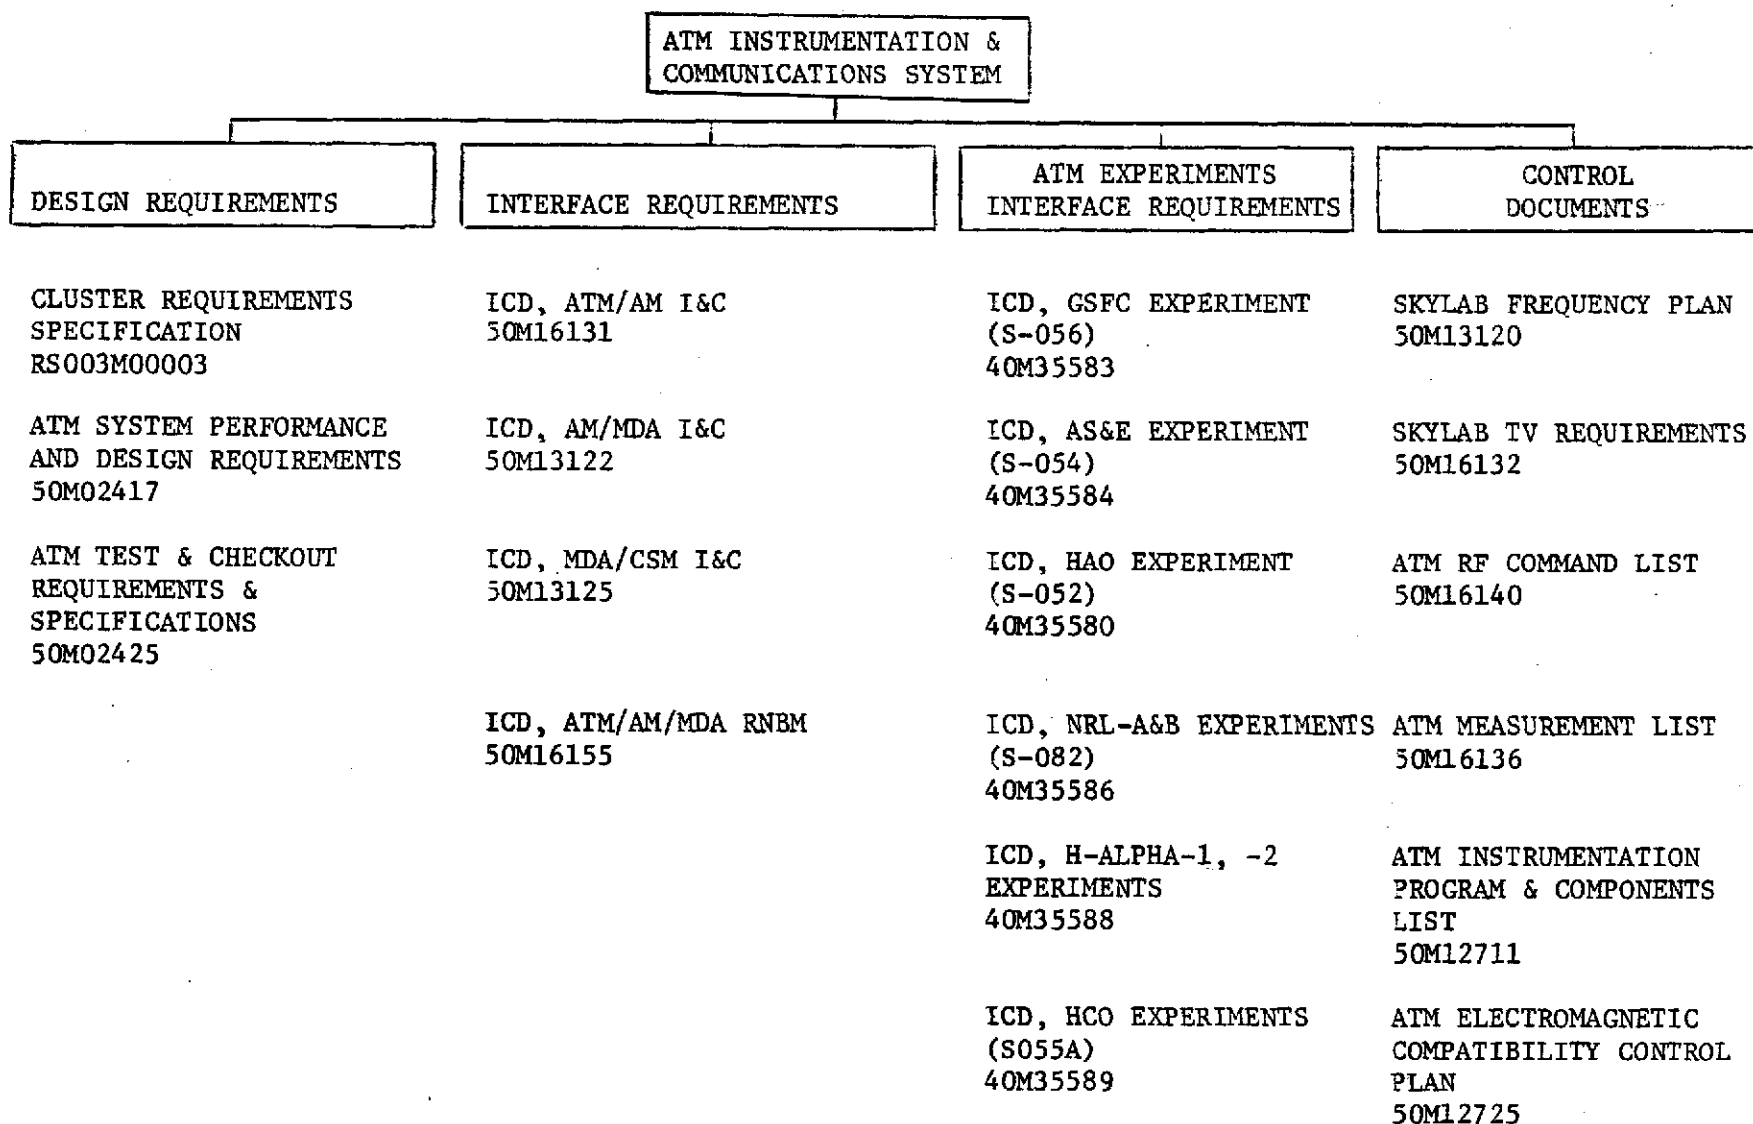 ATM INSTRUMENTATION &
COMMUNICATIONS SYSTEM
DESIGN REQUIREMENTS
INTERFACE REQUIREMENTS
ATM EXPERIMENTS
INTERFACE REQUIREMENTS
CONTROL
DOCUMENTS
CLUSTER REQUIREMENTS
SPECIFICATION
RS003M00003
ATM SYSTEM PERFORMANCE
AND DESIGN REQUIREMENTS
50M02417
ATM TEST & CHECKOUT
REQUIREMENTS &
SPECIFICATIONS
50M02425
ICD, ATM/AM I&C
50M16131
ICD, AM/MDA I&C
50M13122
ICD, MDA/CSM I&C
50M13125
ICD, ATM/AM/MDA RNBM
50M16155
ICD, GSFC EXPERIMENT
(S-056)
40M35583
ICD, AS&E EXPERIMENT
(S-054)
40M35584
ICD, HAO EXPERIMENT
(S-052)
40M35580
ICD, NRL-A&B EXPERIMENTS
(S-082)
40M35586
ICD, H-ALPHA-1, -2
EXPERIMENTS
40M35588
ICD, HCO EXPERIMENTS
(S055A)
40M35589
SKYLAB FREQUENCY PLAN
50M13120
SKYLAB TV REQUIREMENTS
50M16132
ATM RF COMMAND LIST
50M16140
ATM MEASUREMENT LIST
50M16136
ATM INSTRUMENTATION
PROGRAM & COMPONENTS
LIST
50M12711
ATM ELECTROMAGNETIC
COMPATIBILITY CONTROL
PLAN
50M12725